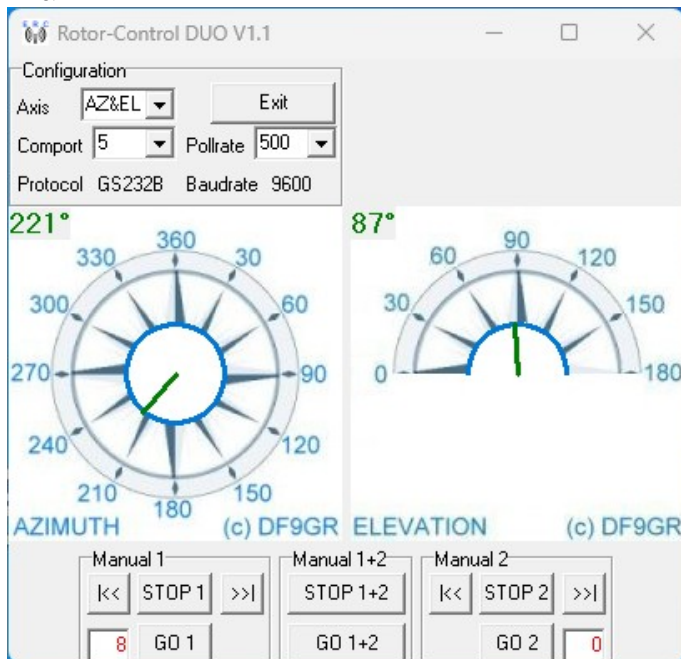 E R C
Rotor-Control DUO V1.1
Configuration
Axis AZ&EL Exit
Comport 5 Pollrate 500
Protocol GS232B Baudrate 9600
221°
360
330 30
300 60
270 90
240 120
210 150
180
AZIMUTH (c) DF9GR
87°
90
60 120
30 150
0 180
ELEVATION (c) DF9GR
Manual 1 Manual 1+2 Manual 2
|<< STOP 1 >>| STOP 1+2 |<< STOP 2 >>|
8 GO 1 GO 1+2 GO 2 0